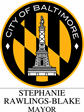 CITY OF BALTIMORE
STEPHANIE
RAWLINGS-BLAKE
MAYOR